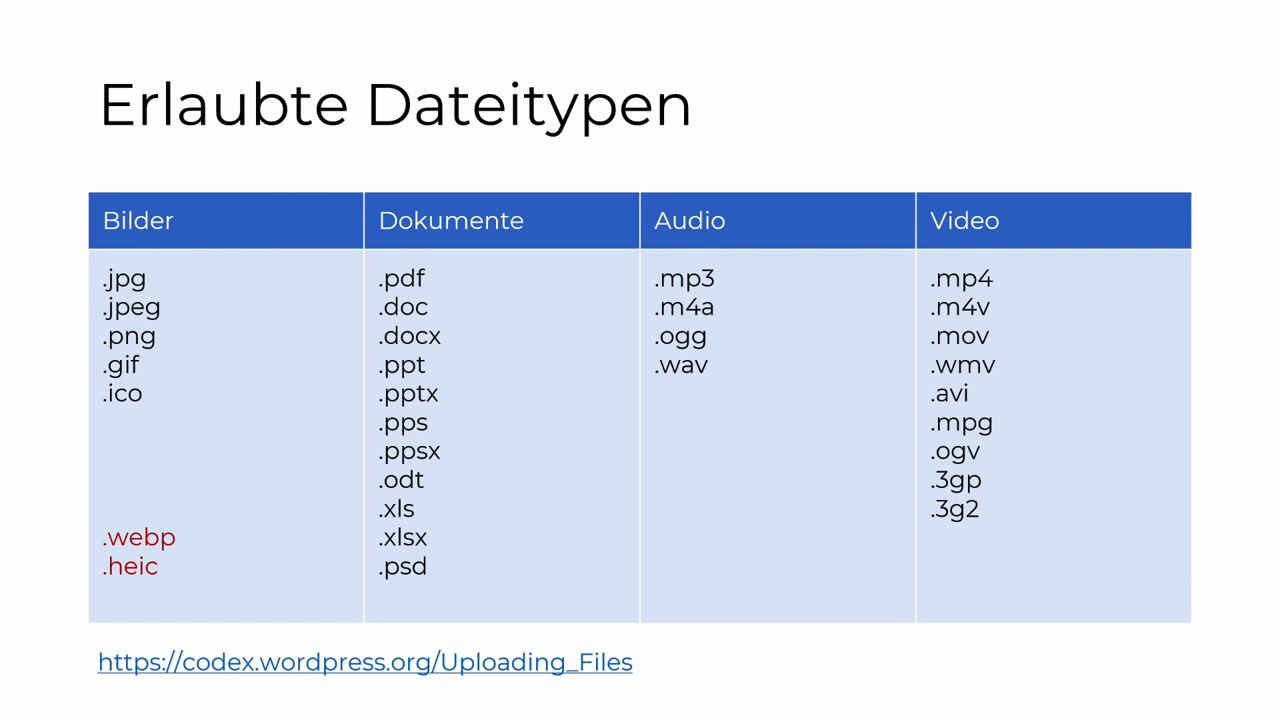 Erlaubte Dateitypen
Bilder
Dokumente
Audio
Video
.jpg
.jpeg
.png
.gif
.ico
.webp
.heic
.pdf
.doc
.docx
.ppt
.pptx
.pps
.ppsx
.odt
.xls
.xlsx
.psd
.mp3
.m4a
.ogg
.wav
.mp4
.m4v
.mov
.wmv
.avi
.mpg
.ogv
.3gp
.3g2
https://codex.wordpress.org/Uploading_Files